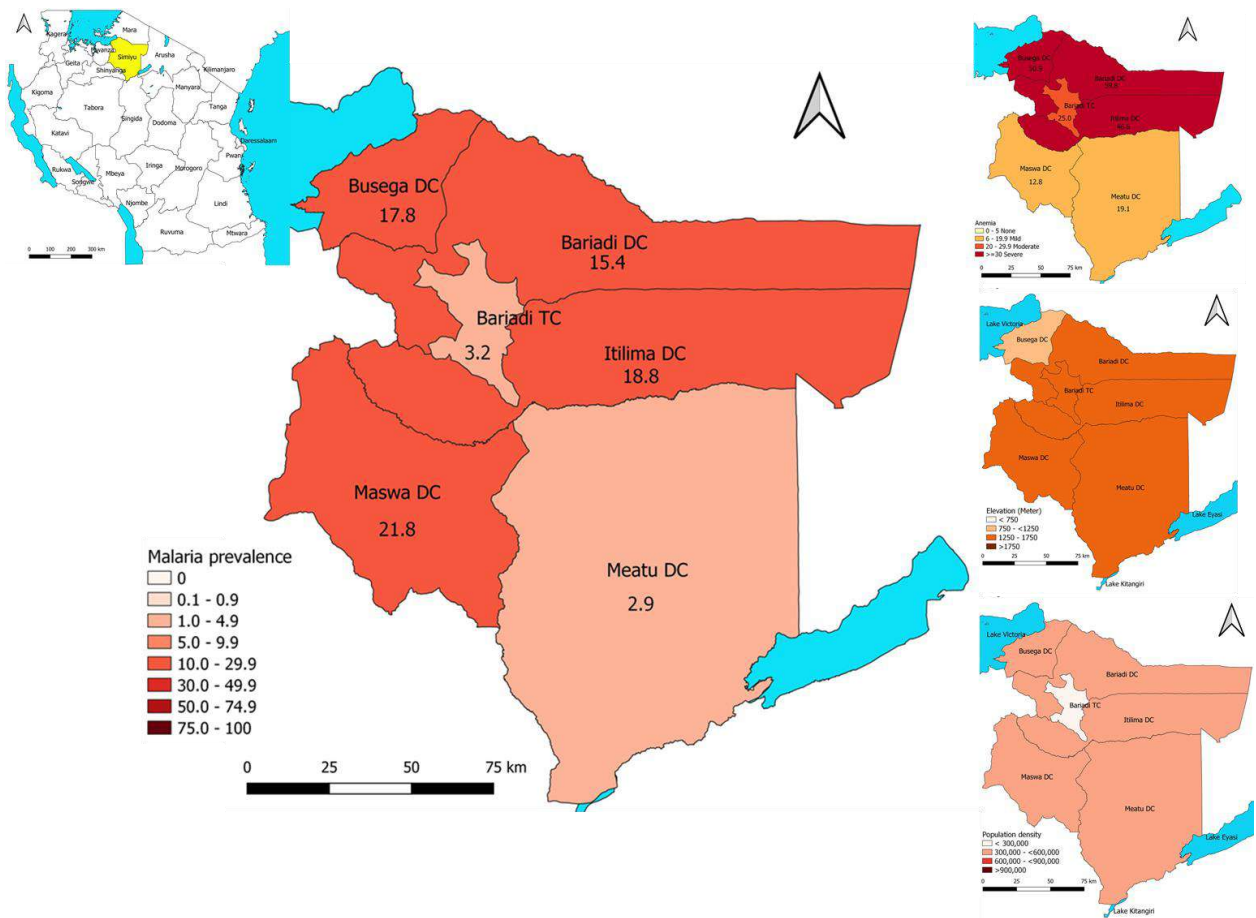 Kagera
Mara
Mwanza
Simiyu
Geita
Shinyanga
Arusha
Kilimanjaro
Kigoma
Tabora
Manyara
Tanga
Singida
Dodoma
Katavi
Daressalaam
Pwani
Rukwa
Songwe
Mbeya
Iringa
Morogoro
Njombe
Lindi
Ruvuma
Mtwara
0 100 200 300 km
Busega DC
17.8
Bariadi DC
15.4
Bariadi TC
3.2
Itilima DC
18.8
Maswa DC
21.8
Meatu DC
2.9
Malaria prevalence
0
0.1 - 0.9
1.0 - 4.9
5.0 - 9.9
10.0 - 29.9
30.0 - 49.9
50.0 - 74.9
75.0 - 100
0 25 50 75 km
Busega DC
Bariadi DC
Bariadi TC
25.0
Itilima DC
Maswa DC
12.8
Meatu DC
19.1
Anemia
0 - 5 None
6 - 19.9 Mild
20 - 29.9 Moderate
>=30 Severe
0 25 50 75 km
Lake Victoria
Busega DC
Bariadi DC
Bariadi TC
Itilima DC
Maswa DC
Meatu DC
Lake Eyasi
Elevation (Meter)
< 750
750 - <1250
1250 - 1750
>1750
0 25 50 75 km
Lake Kitangiri
Lake Victoria
Busega DC
Bariadi DC
Bariadi TC
Itilima DC
Maswa DC
Meatu DC
Lake Eyasi
Population density
< 300,000
300,000 - <600,000
600,000 - <900,000
>900,000
0 25 50 75 km
Lake Kitangiri